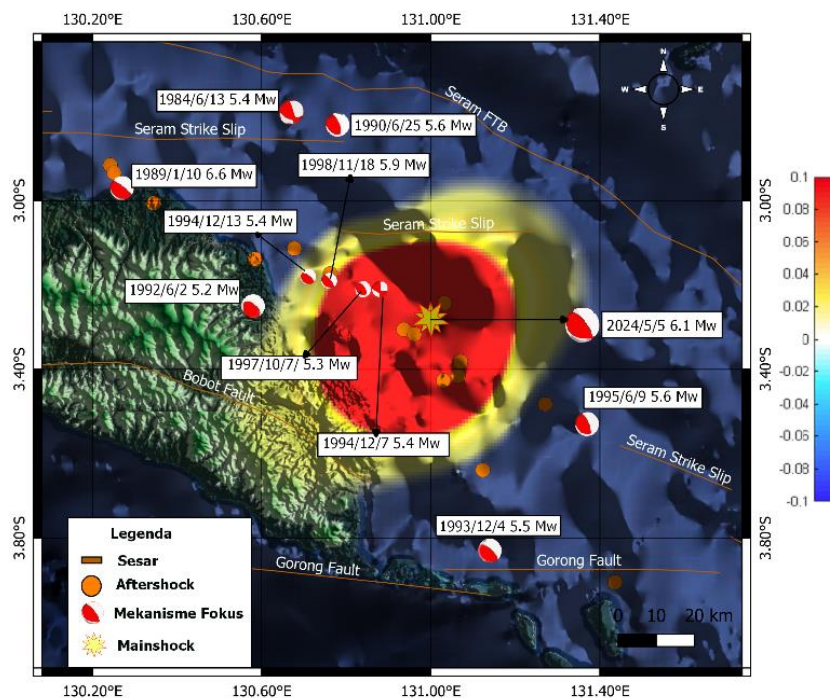 130.20°E 130.60°E 131.00°E 131.40°E
N
W E
S
1984/6/13 5.4 Mw
Seram FTB
1990/6/25 5.6 Mw
Seram Strike Slip
1998/11/18 5.9 Mw
1989/1/10 6.6 Mw
3.00°S 3.00°S
1994/12/13 5.4 Mw
Seram Strike Slip
1992/6/2 5.2 Mw
2024/5/5 6.1 Mw
1997/10/7/ 5.3 Mw
3.40°S 3.40°S
Bobot Fault
1995/6/9 5.6 Mw
1994/12/7 5.4 Mw
Seram Strike Slip
1993/12/4 5.5 Mw
3.80°S 3.80°S
Gorong Fault
Gorong Fault
Legenda
Sesar
Aftershock
Mekanisme Fokus
Mainshock
0 10 20 km
130.20°E 130.60°E 131.00°E 131.40°E
0.1
0.08
0.06
0.04
0.02
0
-0.02
-0.04
-0.06
-0.08
-0.1